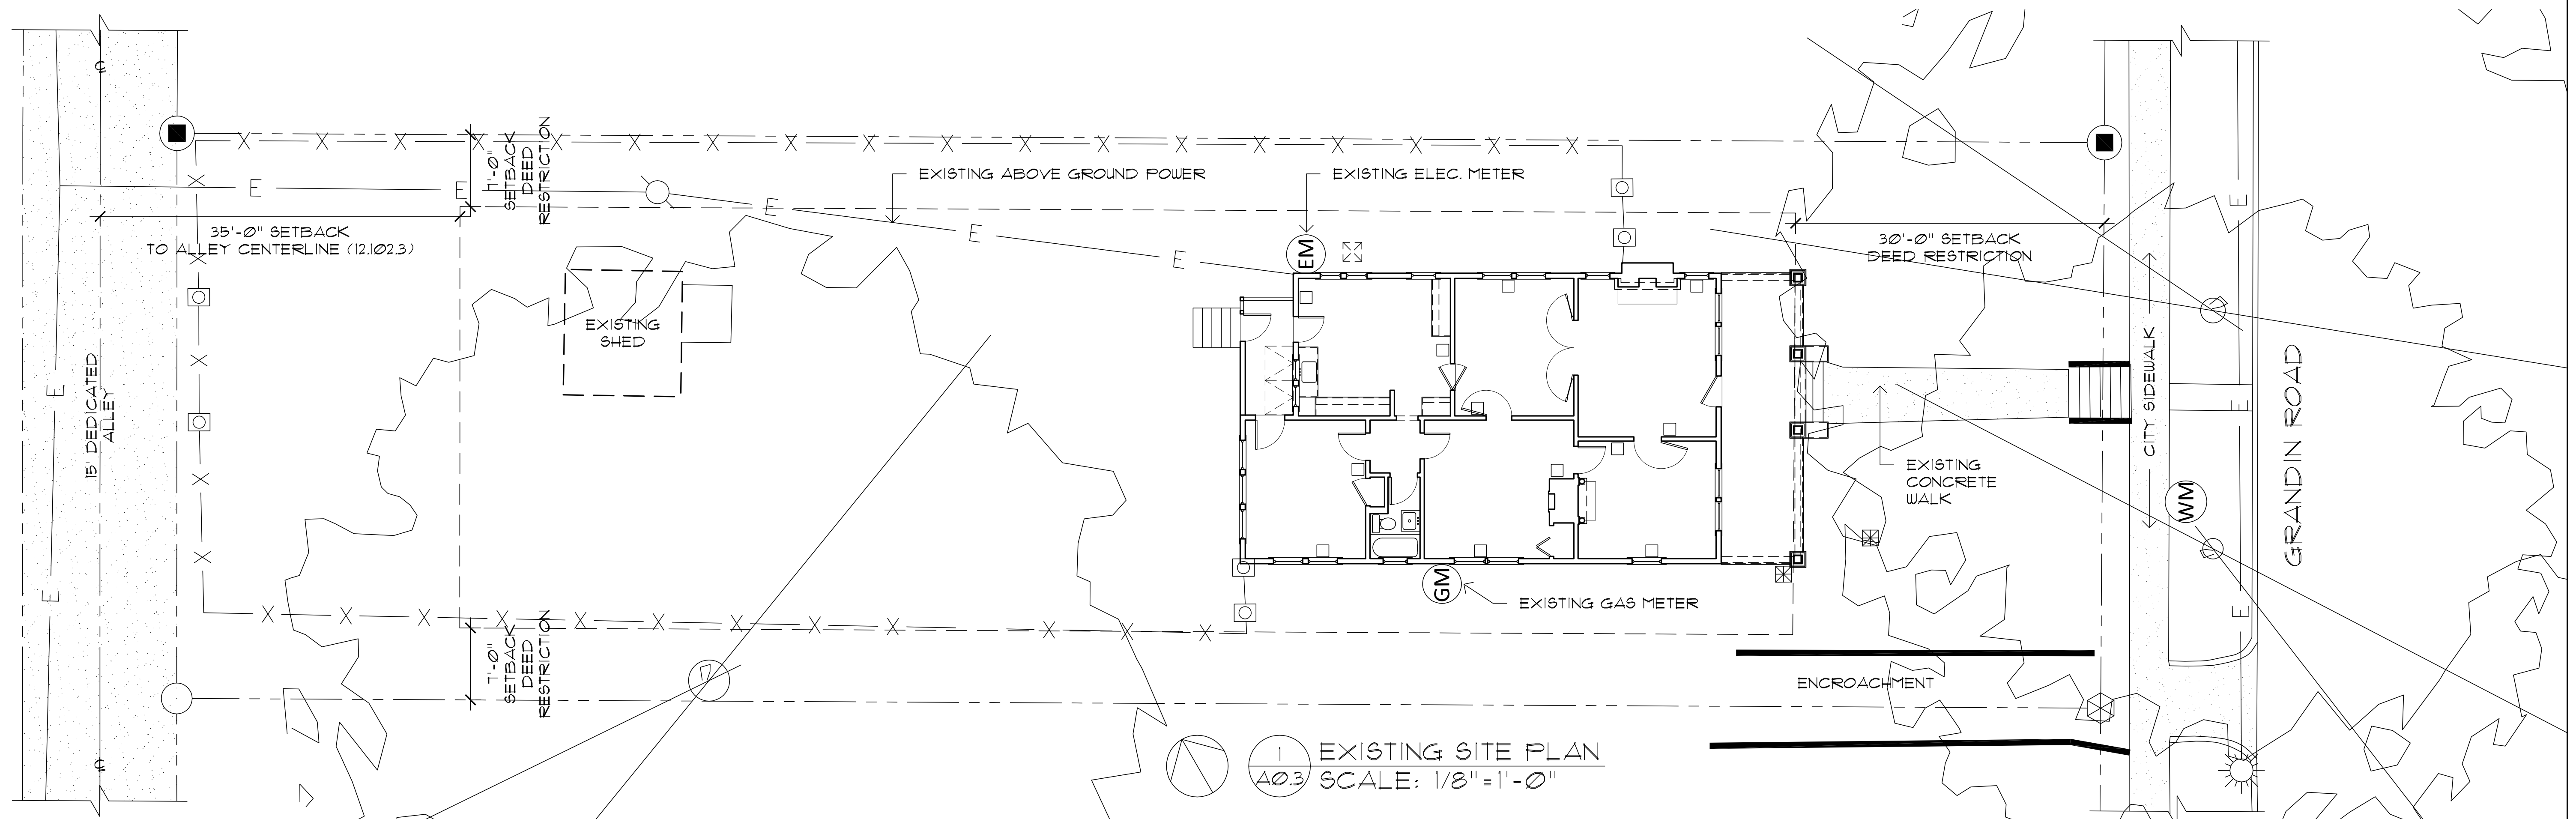 ℄
15' DEDICATED
ALLEY
℄
E
E
E
E
E
E
E
E
35'-0" SETBACK
TO ALLEY CENTERLINE (12.102.3)
7'-0"
SETBACK
DEED
RESTRICTION
EXISTING ABOVE GROUND POWER
EXISTING ELEC. METER
EM
EXISTING
SHED
30'-0" SETBACK
DEED RESTRICTION
CITY SIDEWALK
GRANDIN ROAD
E
E
E
EXISTING
CONCRETE
WALK
WM
GM
EXISTING GAS METER
7'-0"
SETBACK
DEED
RESTRICTION
ENCROACHMENT
1
A0.3
EXISTING SITE PLAN
SCALE: 1/8"=1'-0"